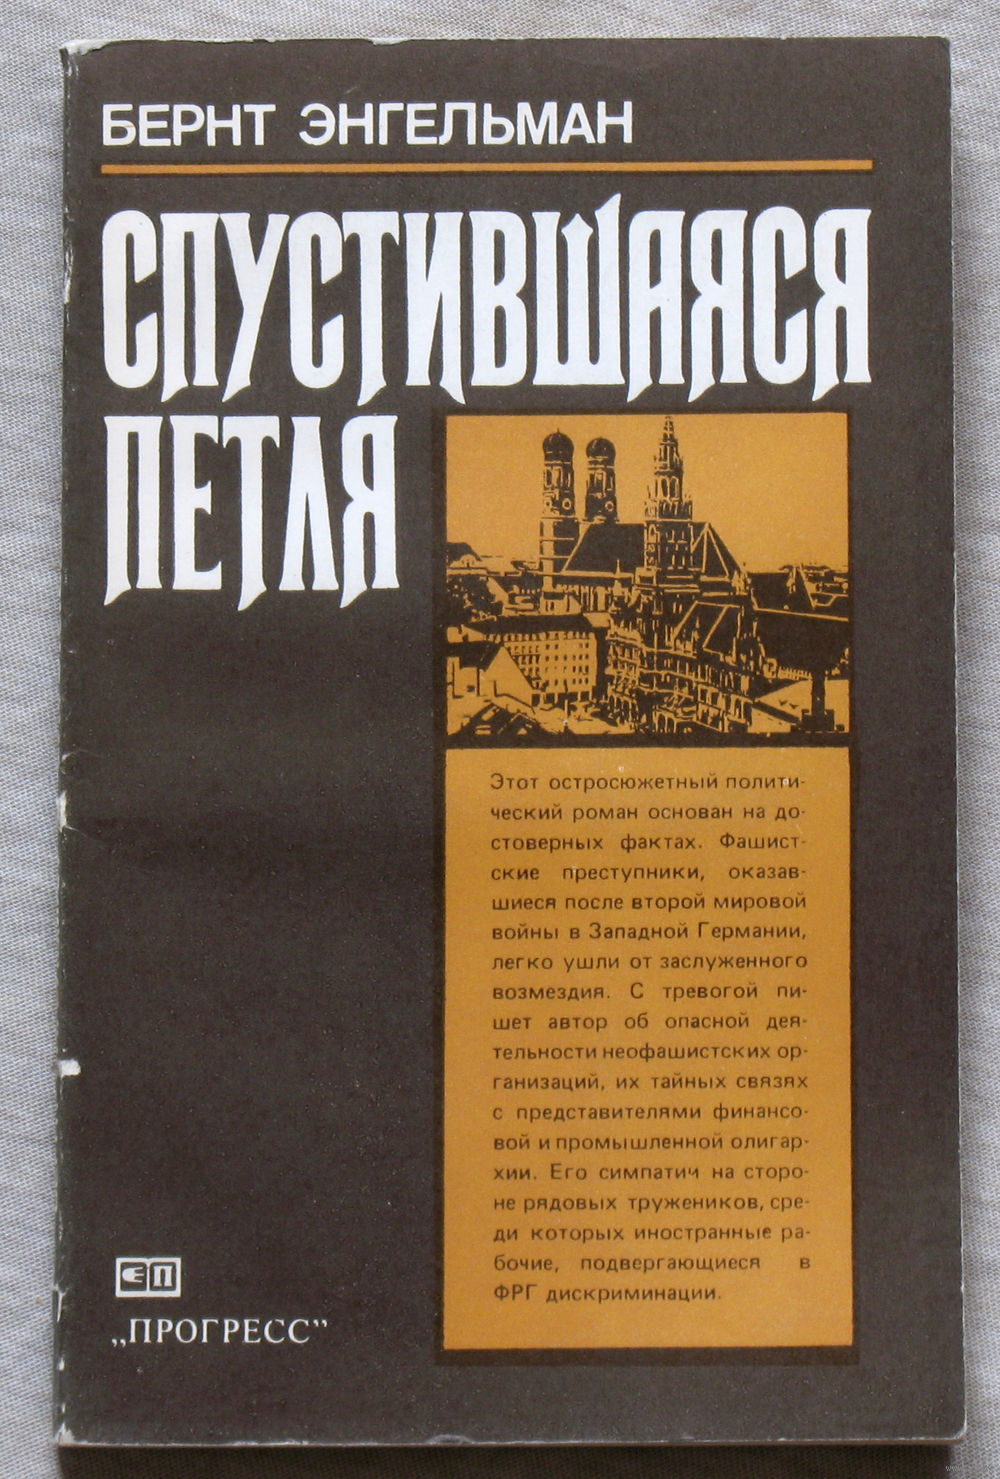 БЕРНТ ЭНГЕЛЬМАН
СПУСТИВШАЯСЯ
ПЕТЛЯ
Этот остросюжетный полити-
ческий роман основан на до-
стоверных фактах. Фашист-
ские преступники, оказав-
шиеся после второй мировой
войны в Западной Германии,
легко ушли от заслуженного
возмездия. С тревогой пи-
шет автор об опасной дея-
тельности неофашистских ор-
ганизаций, их тайных связях
с представителями финансо-
вой и промышленной олигар-
хии. Его симпатии на сторо-
не рядовых тружеников, сре-
ди которых иностранные ра-
бочие, подвергающиеся в
ФРГ дискриминации.
„ПРОГРЕСС”